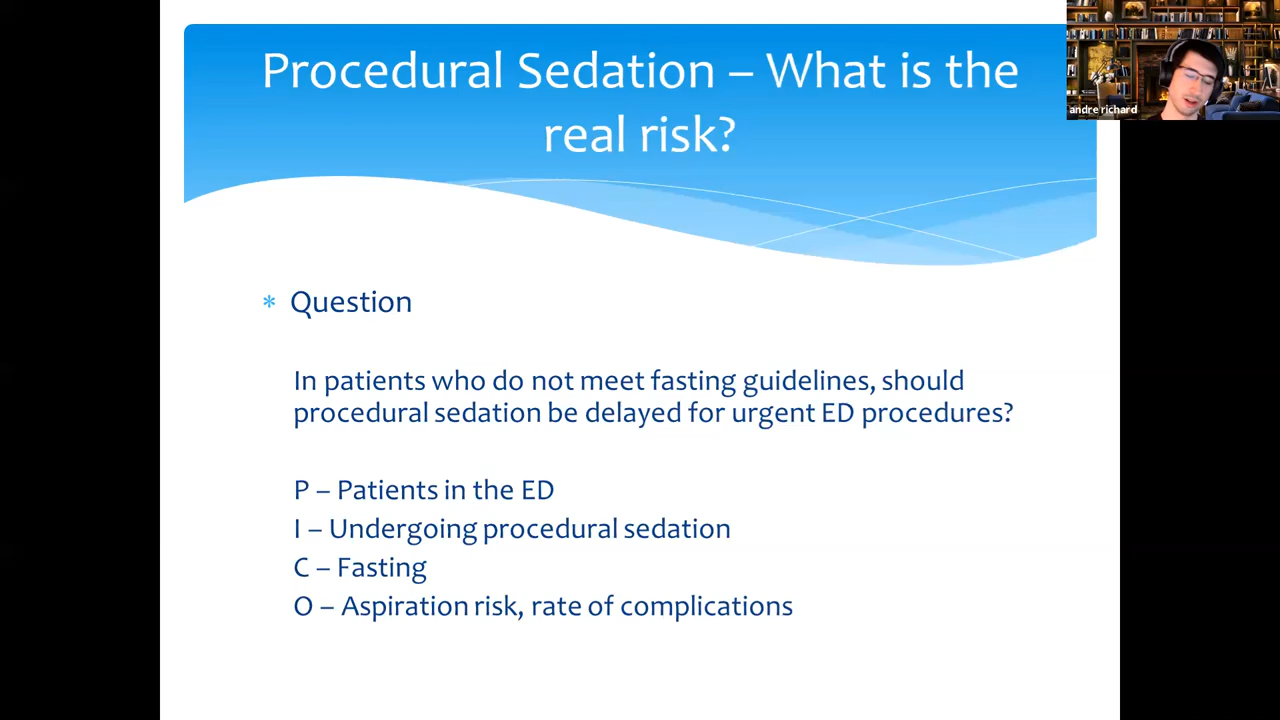 Procedural Sedation – What is the
real risk?
andre richard
* Question
In patients who do not meet fasting guidelines, should
procedural sedation be delayed for urgent ED procedures?
P – Patients in the ED
I – Undergoing procedural sedation
C – Fasting
O – Aspiration risk, rate of complications